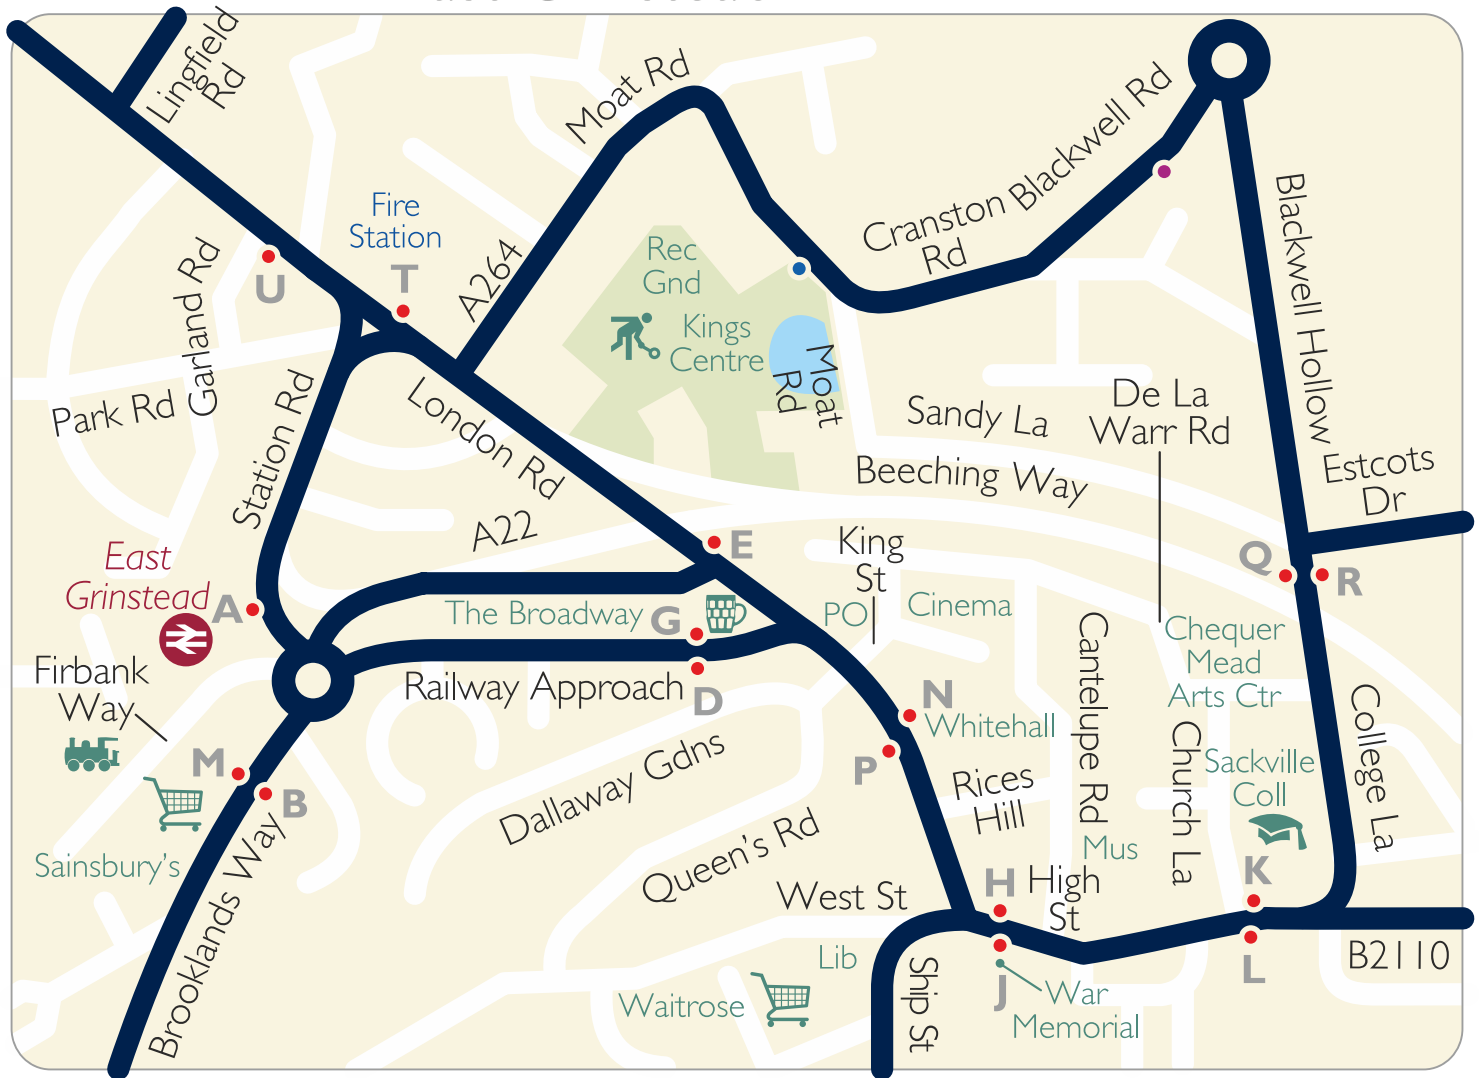 Lingfield
Rd
Moat Rd
Cranston Blackwell Rd
Rd
Fire
Station
T
U
A264
Rec
Gnd
Kings
Centre
Moat
Rd
Blackwell Hollow
Garland Rd
Park Rd
Station Rd
London Rd
Sandy La
De La
Warr Rd
Beeching Way
Estcots
Dr
A22
East
Grinstead
A
E
King
St
Q
R
The Broadway
G
PO
Cinema
Chequer
Mead
Arts Ctr
Firbank
Way
Railway Approach
D
N
Whitehall
Cantelupe Rd
College La
M
B
P
Dallaway Gdns
Rices
Hill
Church La
Sackville
Coll
Sainsbury's
Brooklands Way
Queen's Rd
Mus
West St
H
High
St
K
Lib
Ship St
B2110
L
J
Waitrose
War
Memorial